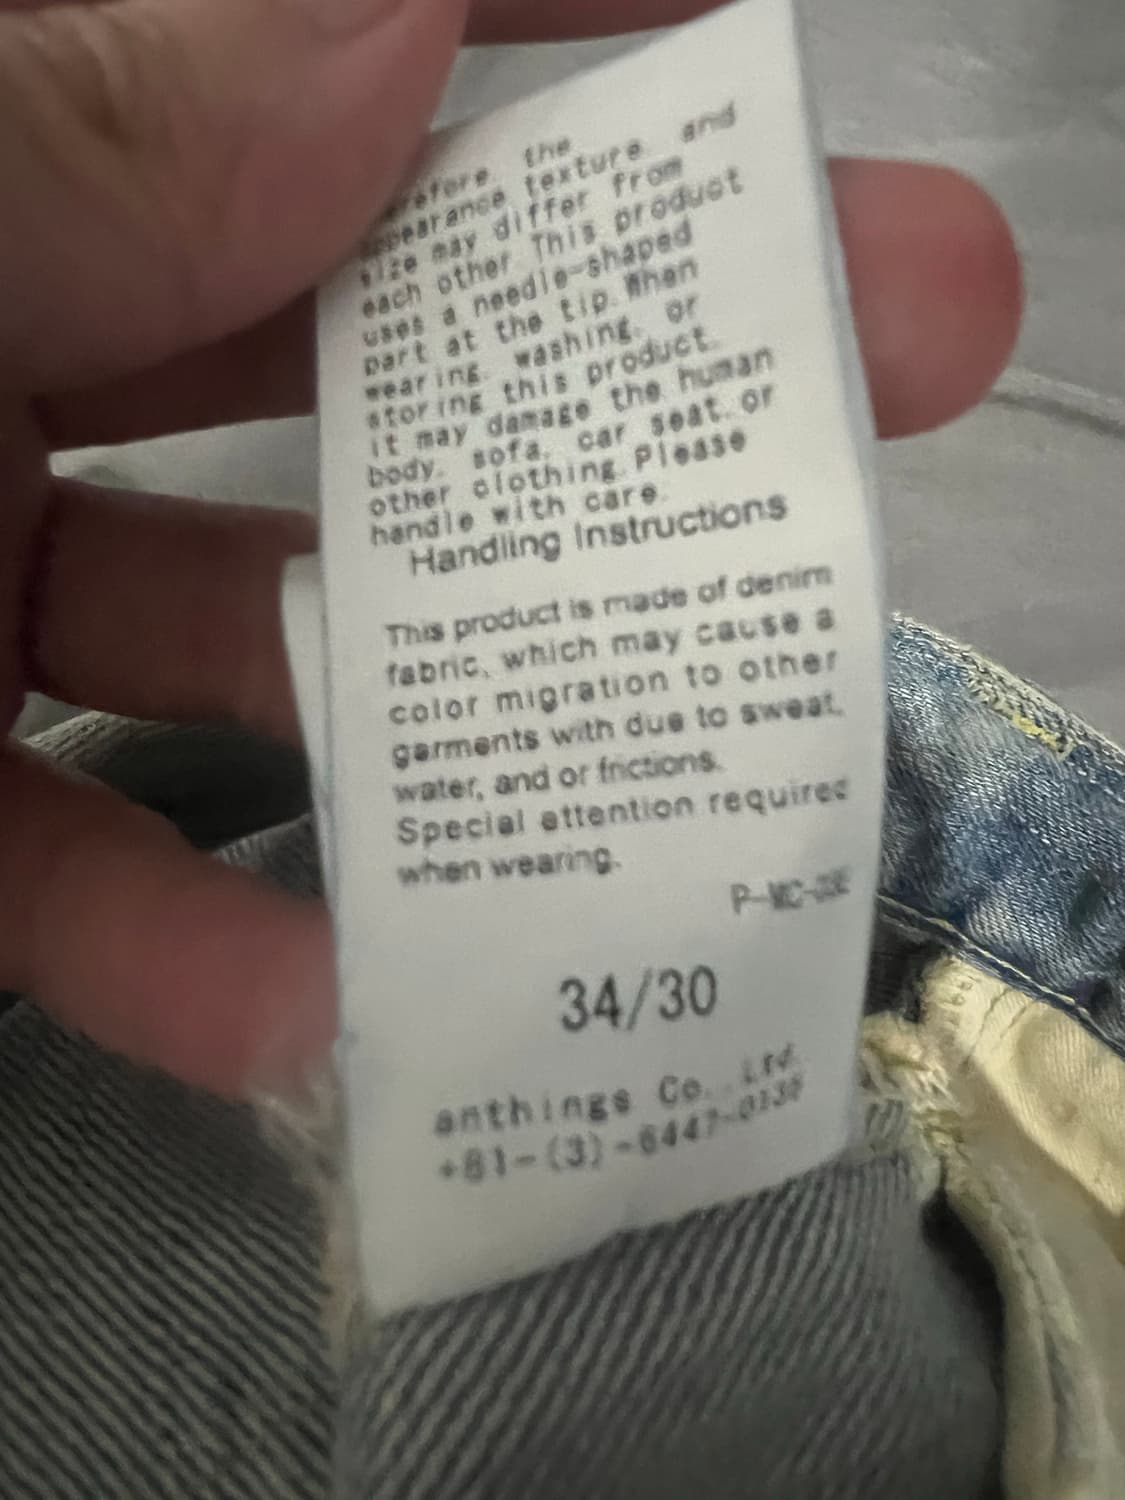 the
appearance texture and
size may differ from
each other This product
uses a needle-shaped
part at the tip. When
wearing. washing. or
storing this product.
it may damage the human
body. sofa. car seat. or
other clothing. Please
handle with care.
Handling Instructions
This product is made of denim
fabric, which may cause a
color migration to other
garments with due to sweat,
water, and or frictions.
Special attention required
when wearing.
34/30
anthings Co. Ltd.
+81-(3)-6447-